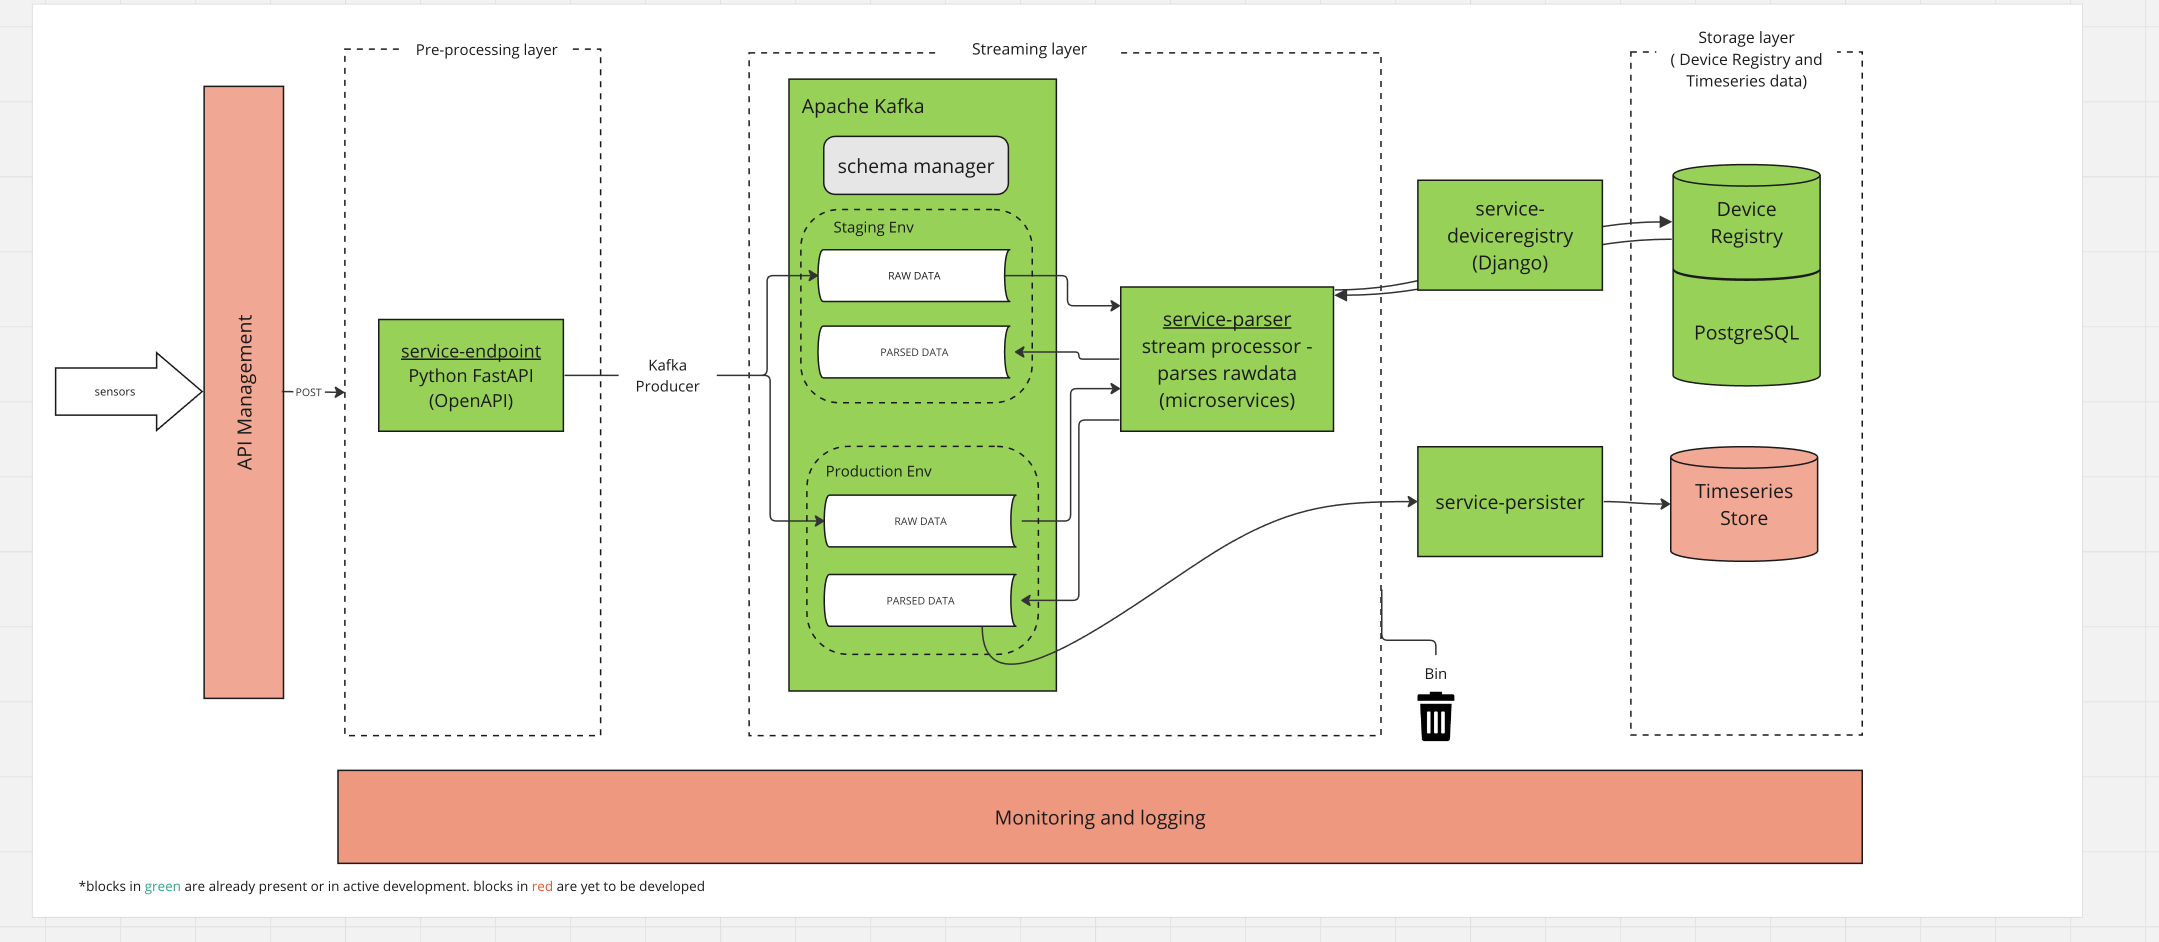 Pre-processing layer
Streaming layer
Storage layer
( Device Registry and
Timeseries data)
Apache Kafka
schema manager
Staging Env
RAW DATA
PARSED DATA
Production Env
RAW DATA
PARSED DATA
sensors
API Management
POST
service-endpoint
Python FastAPI
(OpenAPI)
Kafka
Producer
service-parser
stream processor -
parses rawdata
(microservices)
service-
deviceregistry
(Django)
Device
Registry
PostgreSQL
service-persister
Timeseries
Store
Bin
Monitoring and logging
*blocks in green are already present or in active development. blocks in red are yet to be developed